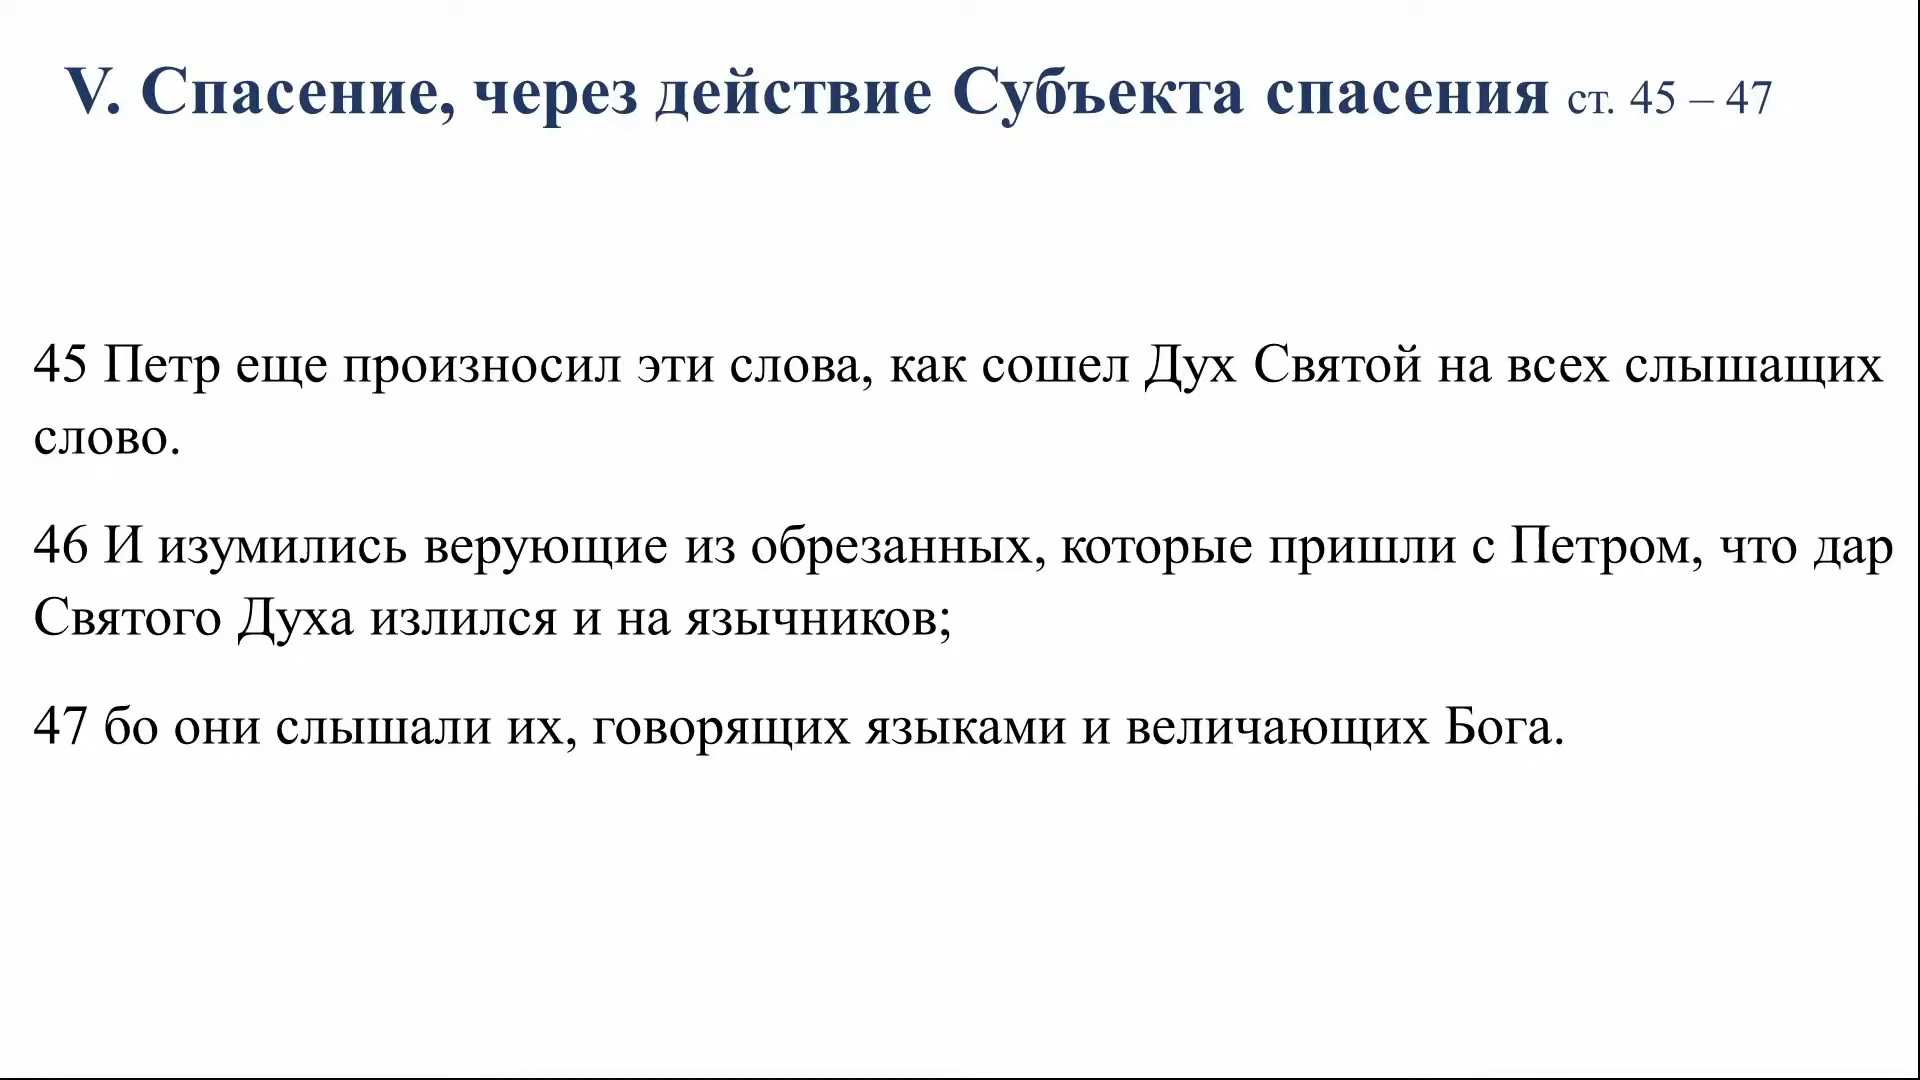 V. Спасение, через действие Субъекта спасения ст. 45 – 47
45 Петр еще произносил эти слова, как сошел Дух Святой на всех слышащих
слово.
46 И изумились верующие из обрезанных, которые пришли с Петром, что дар
Святого Духа излился и на язычников;
47 бо они слышали их, говорящих языками и величающих Бога.